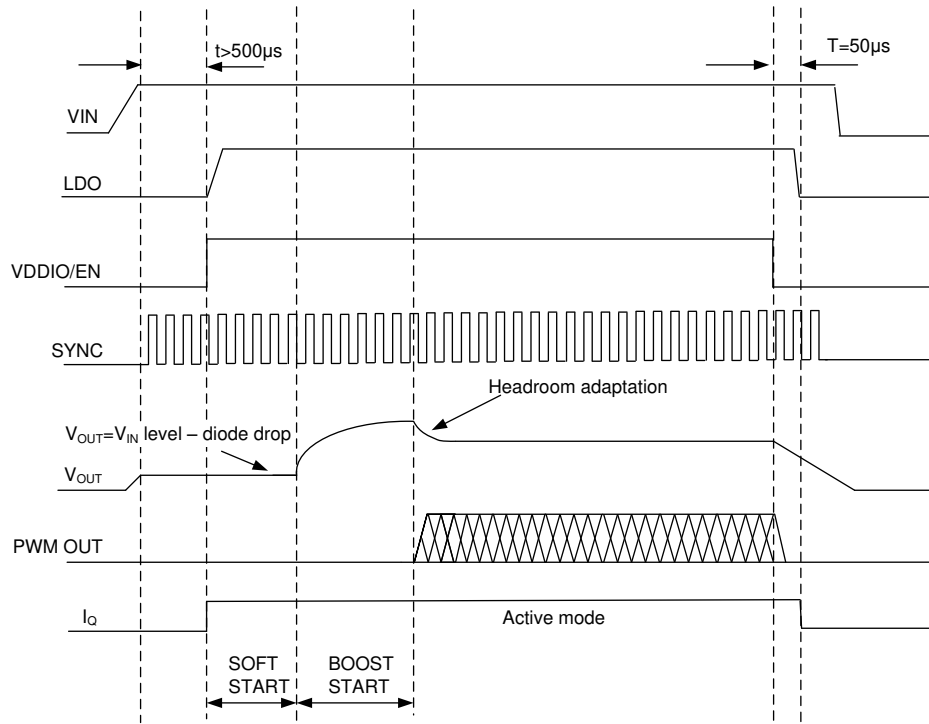 t>500µs
T=50µs
VIN
LDO
VDDIO/EN
SYNC
Headroom adaptation
VOUT=VIN level – diode drop
VOUT
PWM OUT
IQ
Active mode
SOFT
START
BOOST
START